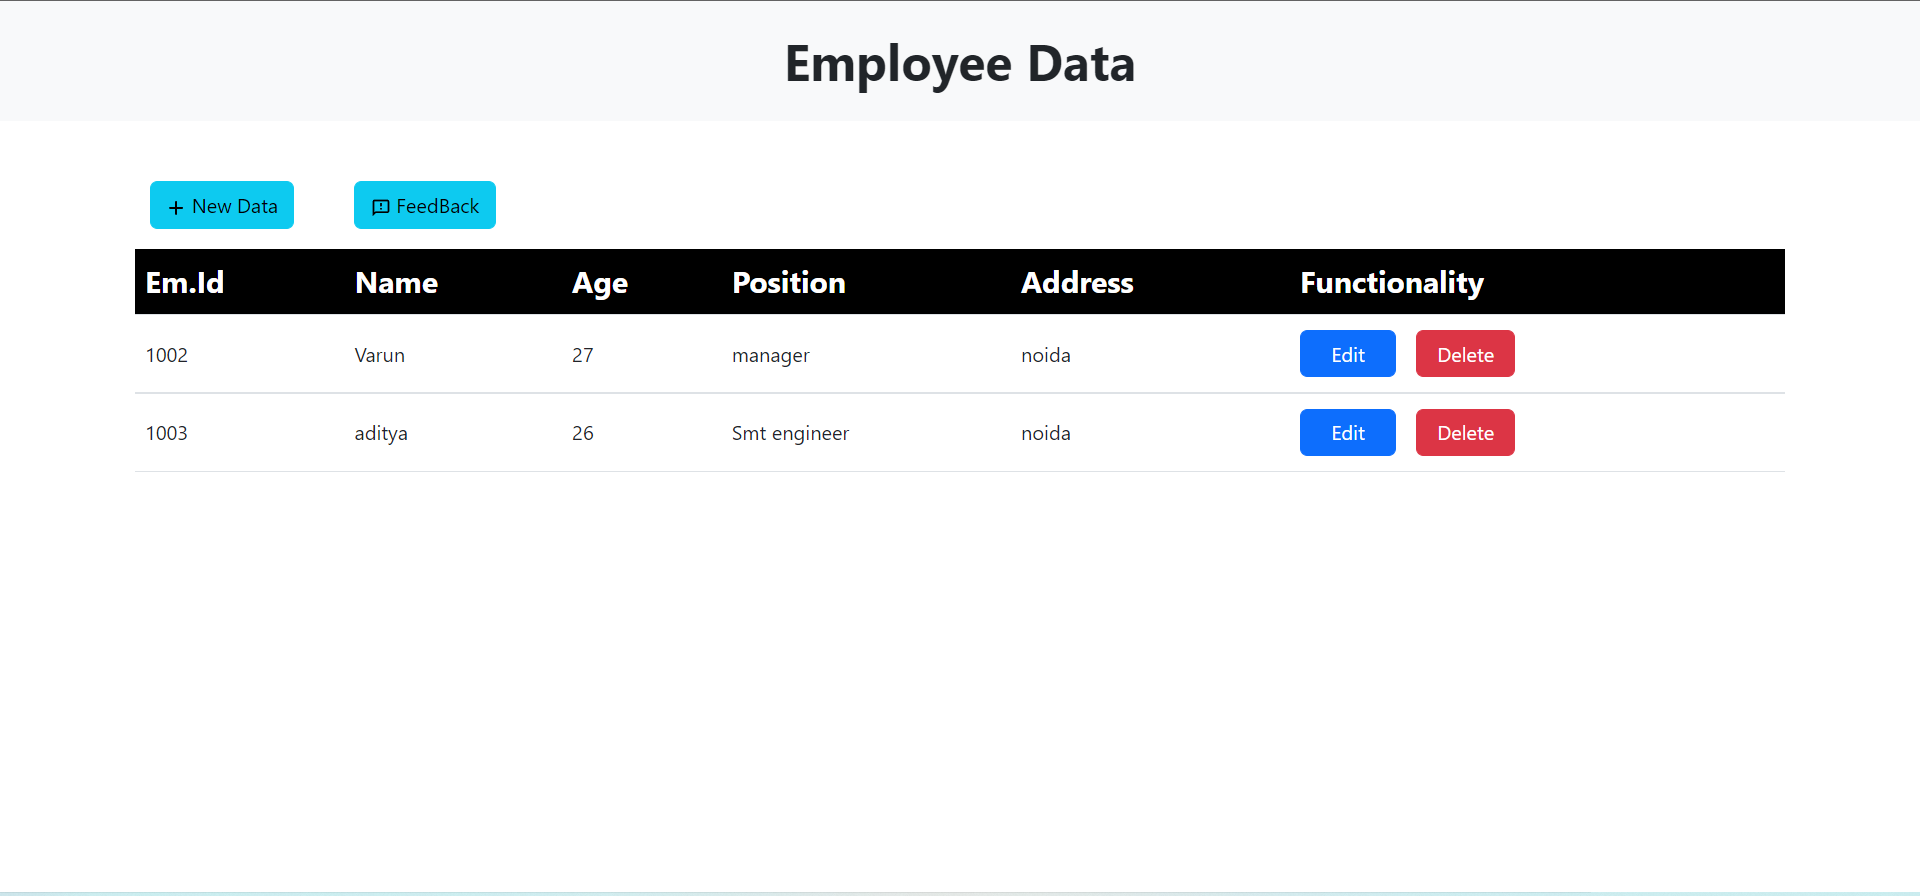 Employee Data
New Data FeedBack
Em.Id Name Age Position Address Functionality
1002 Varun 27 manager noida Edit Delete
1003 aditya 26 Smt engineer noida Edit Delete